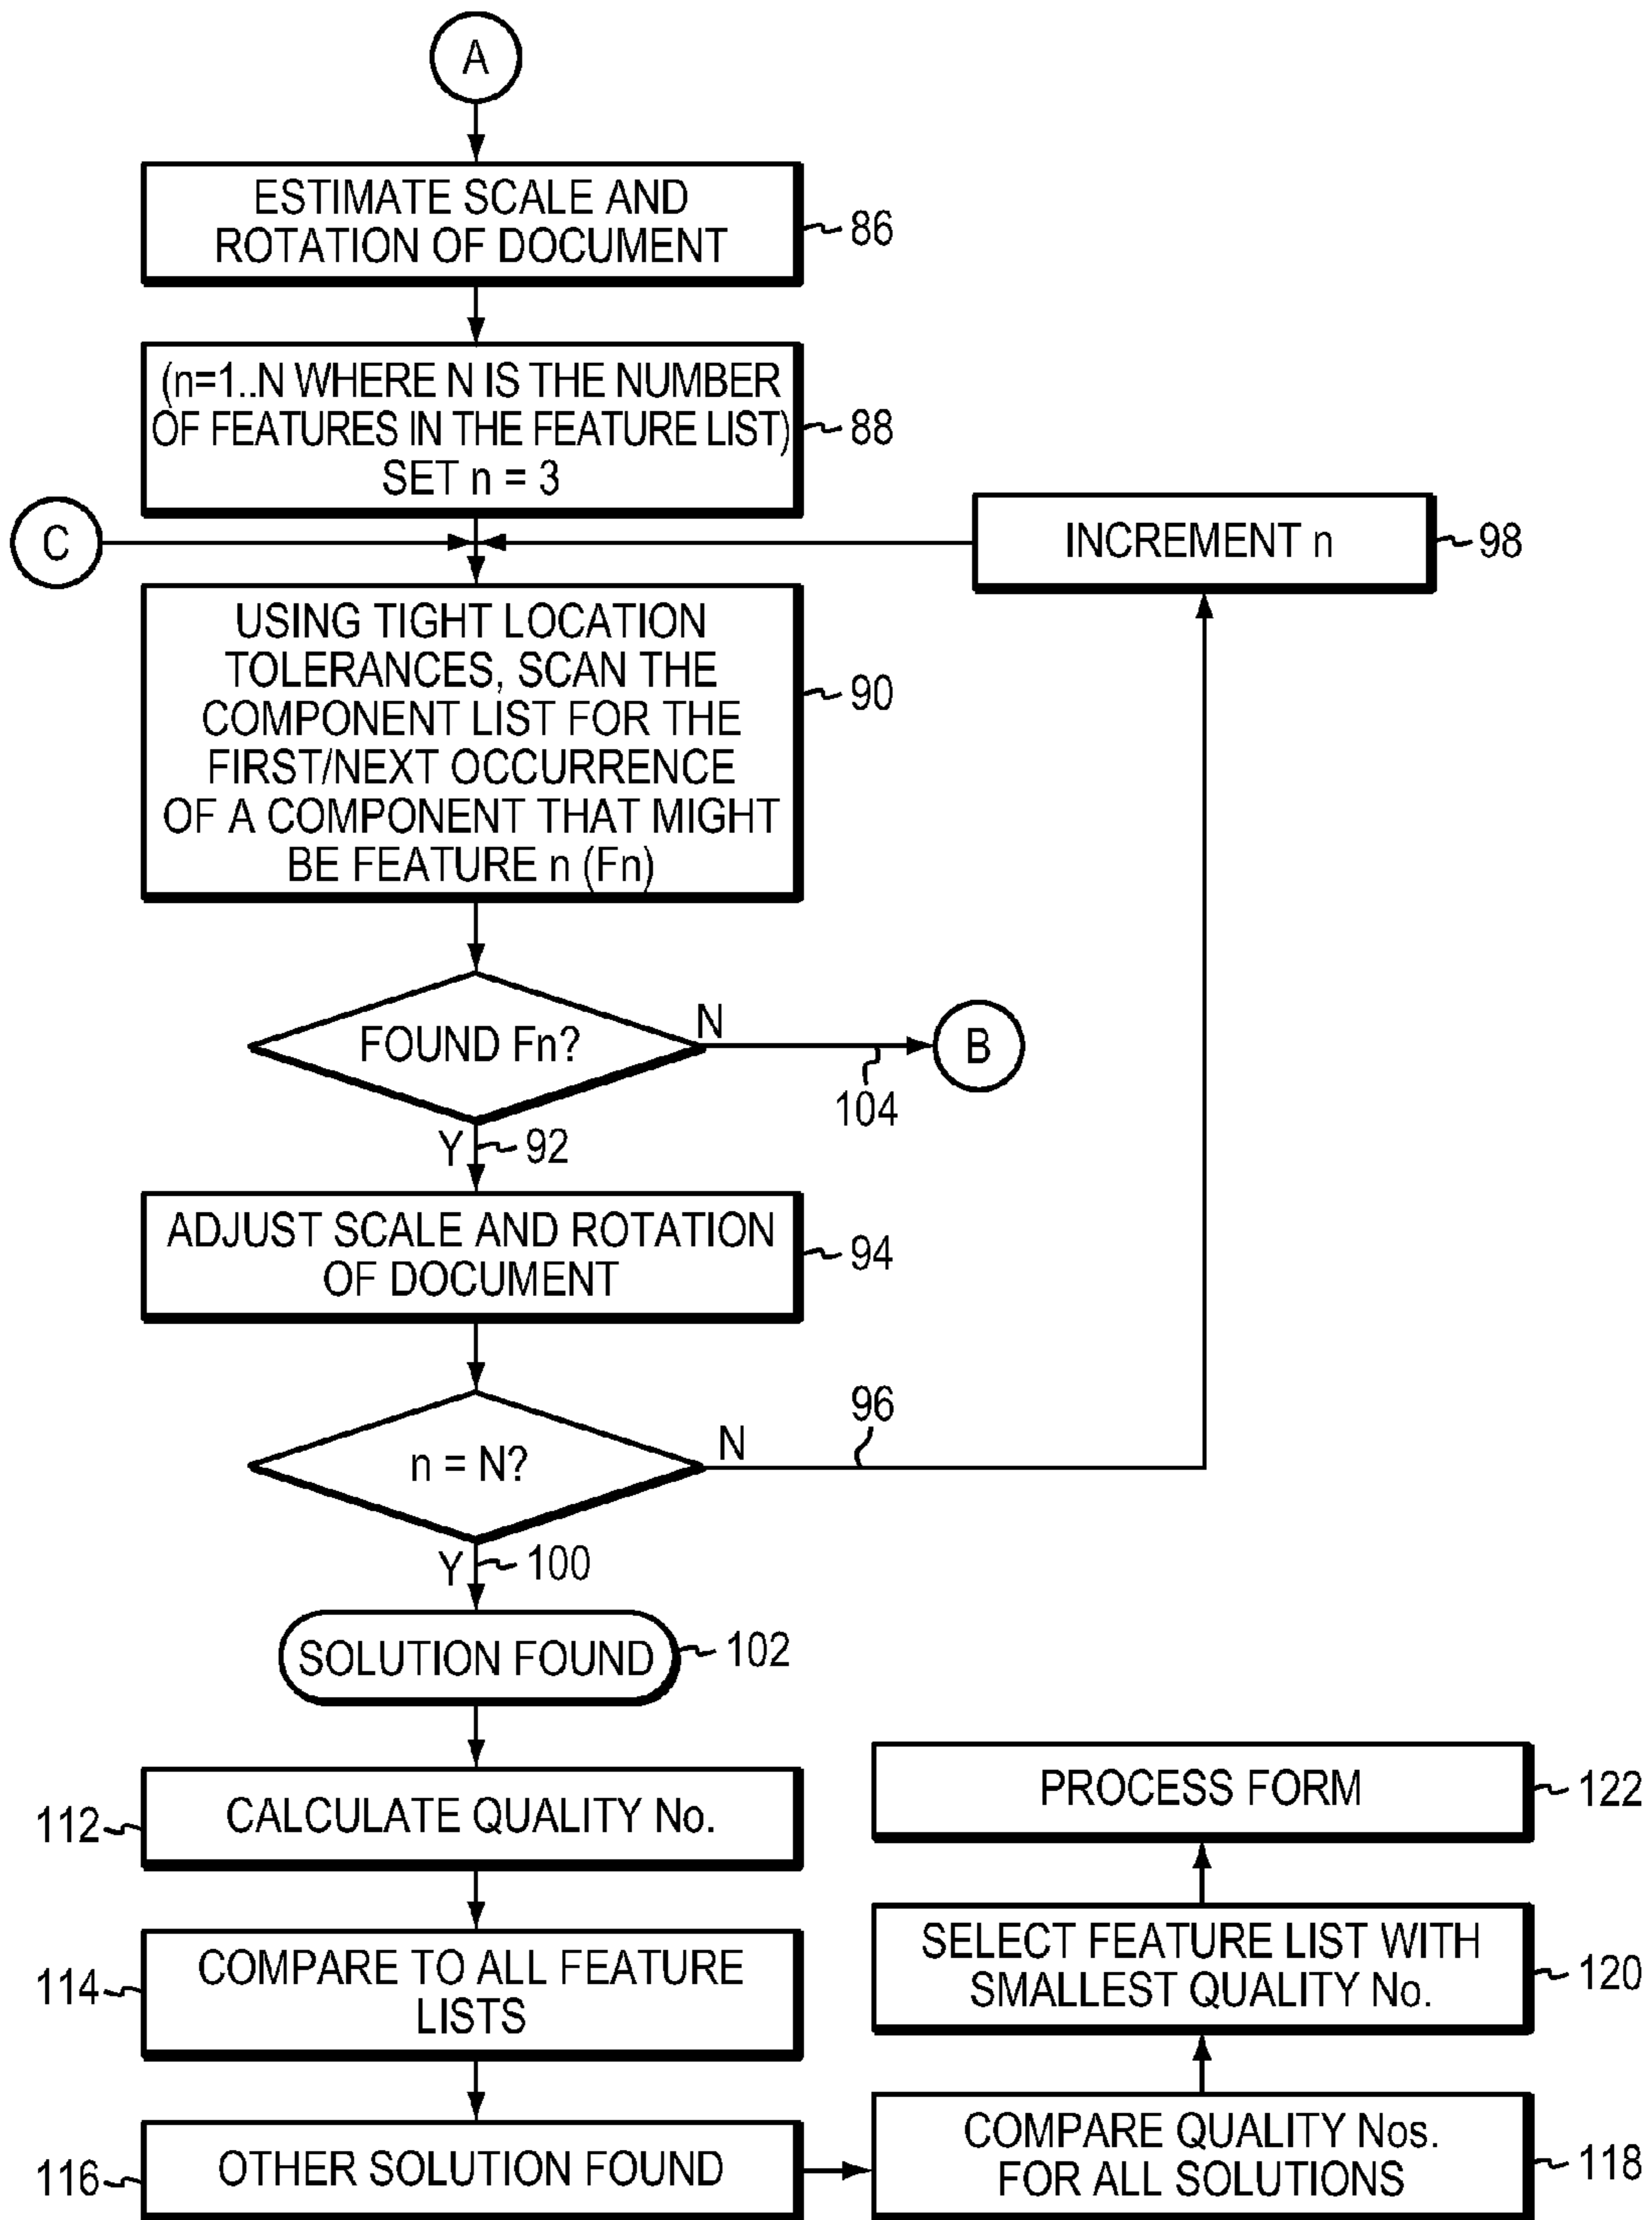 A
ESTIMATE SCALE AND
ROTATION OF DOCUMENT
86
(n=1..N WHERE N IS THE NUMBER
OF FEATURES IN THE FEATURE LIST)
SET n = 3
88
C
INCREMENT n
98
USING TIGHT LOCATION
TOLERANCES, SCAN THE
COMPONENT LIST FOR THE
FIRST/NEXT OCCURRENCE
OF A COMPONENT THAT MIGHT
BE FEATURE n (Fn)
90
FOUND Fn?
N
104
B
Y
92
ADJUST SCALE AND ROTATION
OF DOCUMENT
94
n = N?
N
96
Y
100
SOLUTION FOUND
102
CALCULATE QUALITY No.
112
COMPARE TO ALL FEATURE
LISTS
114
OTHER SOLUTION FOUND
116
COMPARE QUALITY Nos.
FOR ALL SOLUTIONS
118
SELECT FEATURE LIST WITH
SMALLEST QUALITY No.
120
PROCESS FORM
122